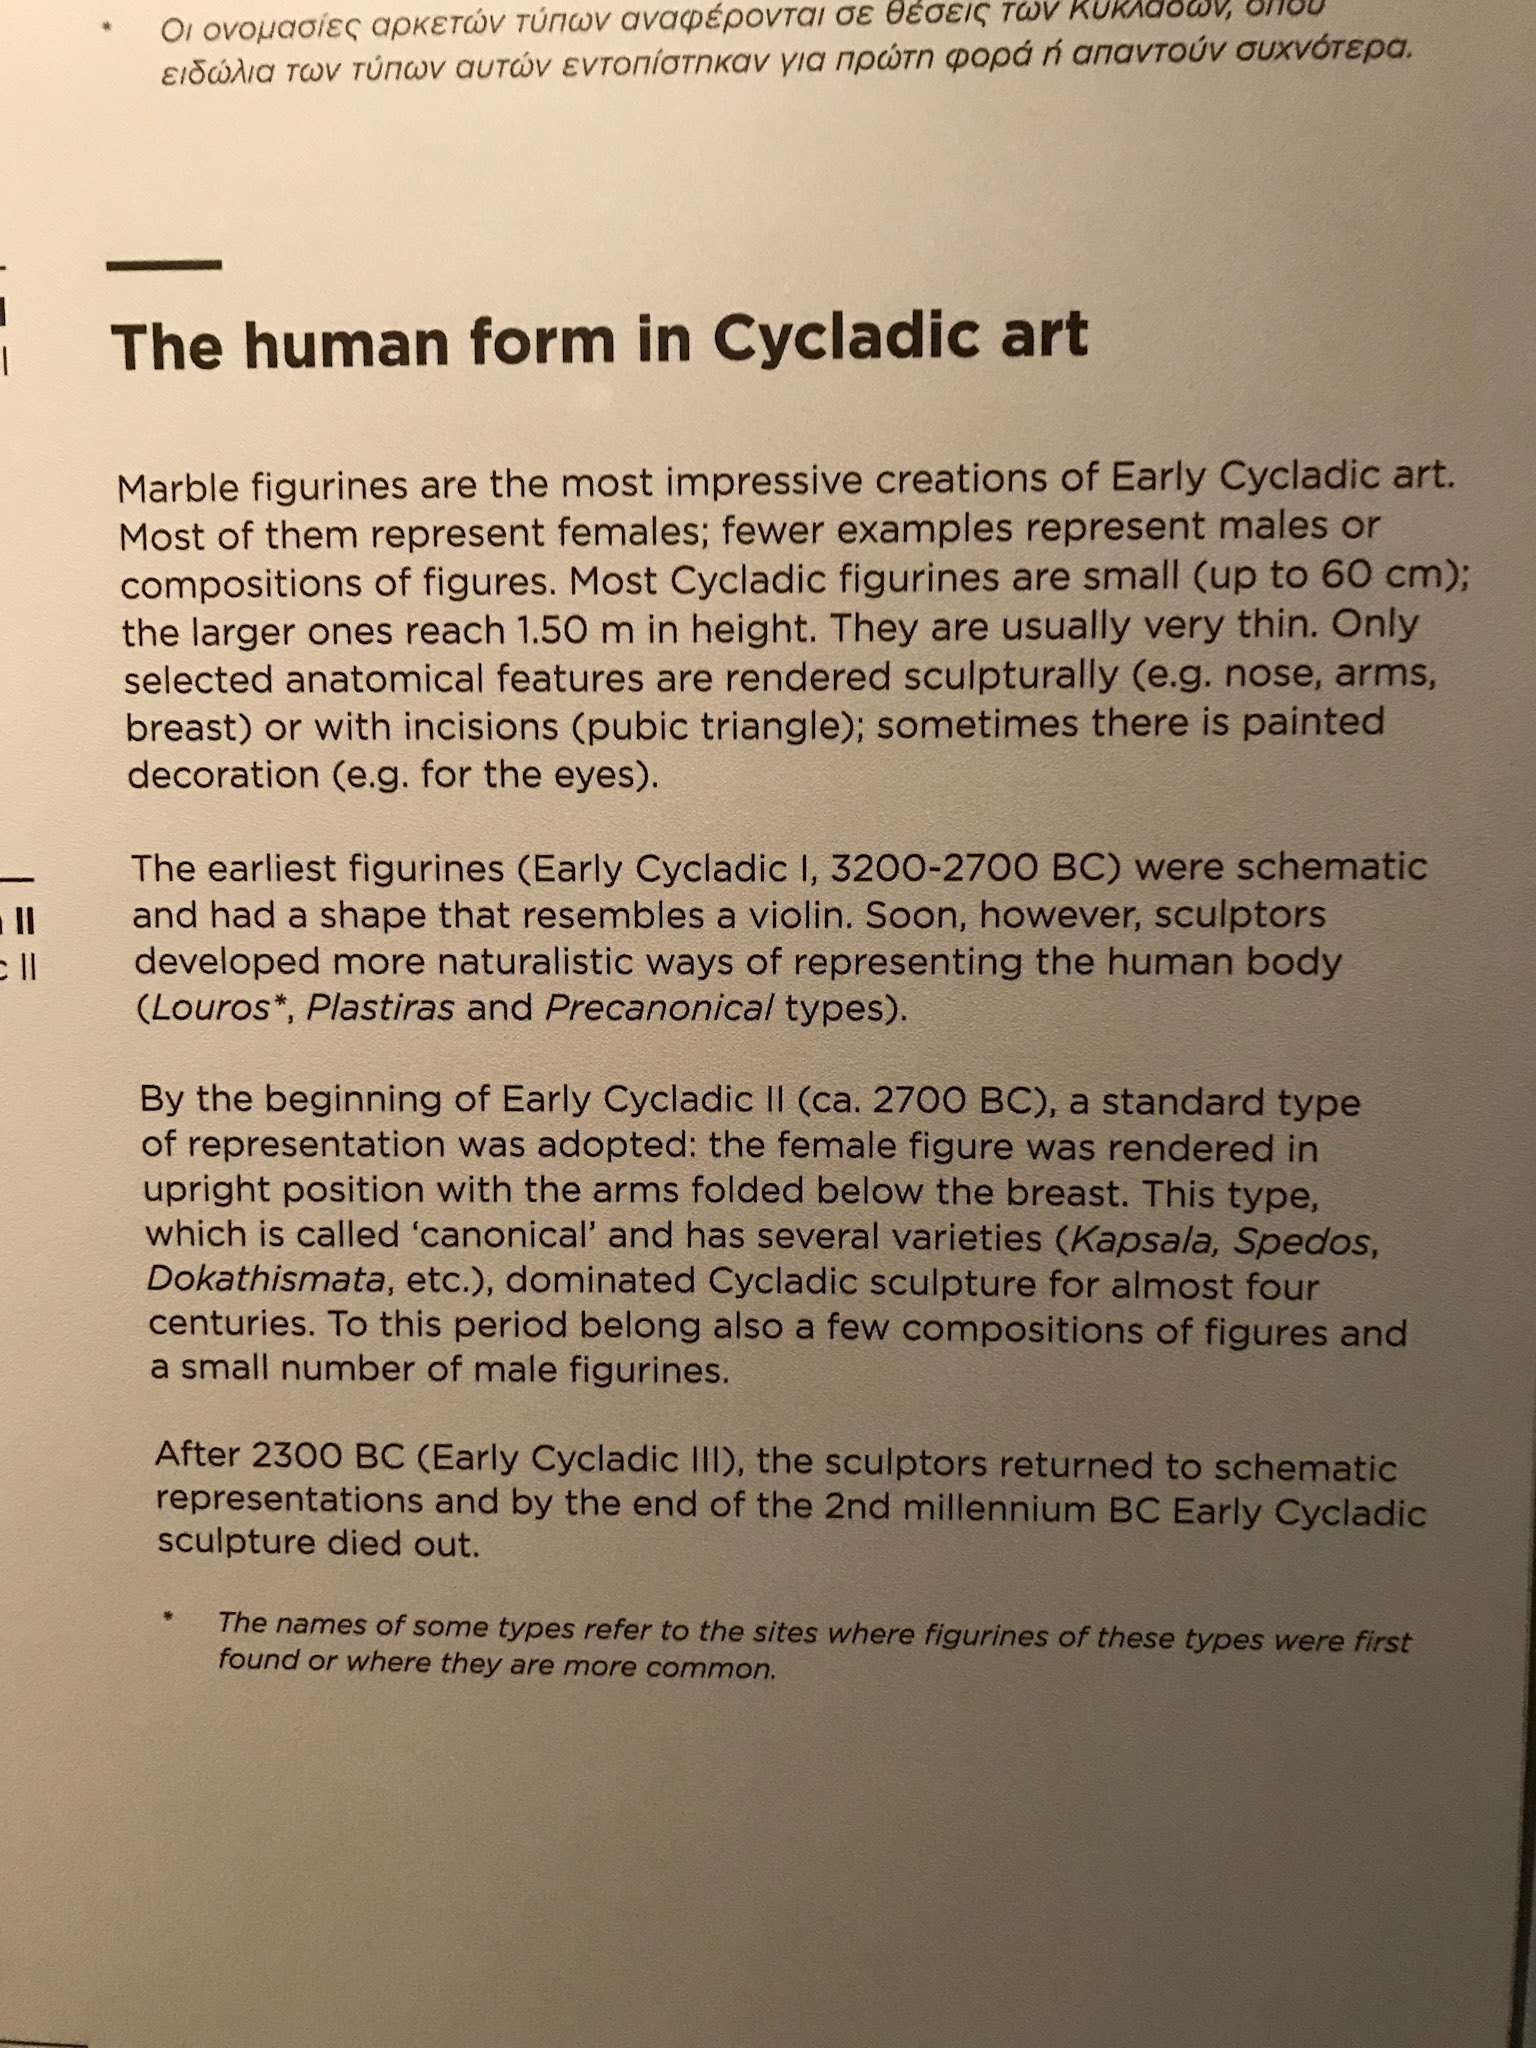 * Οι ονομασίες αρκετών τύπων αναφέρονται σε θέσεις των Κυκλάδων, όπου
ειδώλια των τύπων αυτών εντοπίστηκαν για πρώτη φορά ή απαντούν συχνότερα.
The human form in Cycladic art
Marble figurines are the most impressive creations of Early Cycladic art.
Most of them represent females; fewer examples represent males or
compositions of figures. Most Cycladic figurines are small (up to 60 cm);
the larger ones reach 1.50 m in height. They are usually very thin. Only
selected anatomical features are rendered sculpturally (e.g. nose, arms,
breast) or with incisions (pubic triangle); sometimes there is painted
decoration (e.g. for the eyes).
The earliest figurines (Early Cycladic I, 3200-2700 BC) were schematic
and had a shape that resembles a violin. Soon, however, sculptors
developed more naturalistic ways of representing the human body
(Louros*, Plastiras and Precanonical types).
II
II
By the beginning of Early Cycladic II (ca. 2700 BC), a standard type
of representation was adopted: the female figure was rendered in
upright position with the arms folded below the breast. This type,
which is called ‘canonical’ and has several varieties (Kapsala, Spedos,
Dokathismata, etc.), dominated Cycladic sculpture for almost four
centuries. To this period belong also a few compositions of figures and
a small number of male figurines.
After 2300 BC (Early Cycladic III), the sculptors returned to schematic
representations and by the end of the 2nd millennium BC Early Cycladic
sculpture died out.
* The names of some types refer to the sites where figurines of these types were first
found or where they are more common.